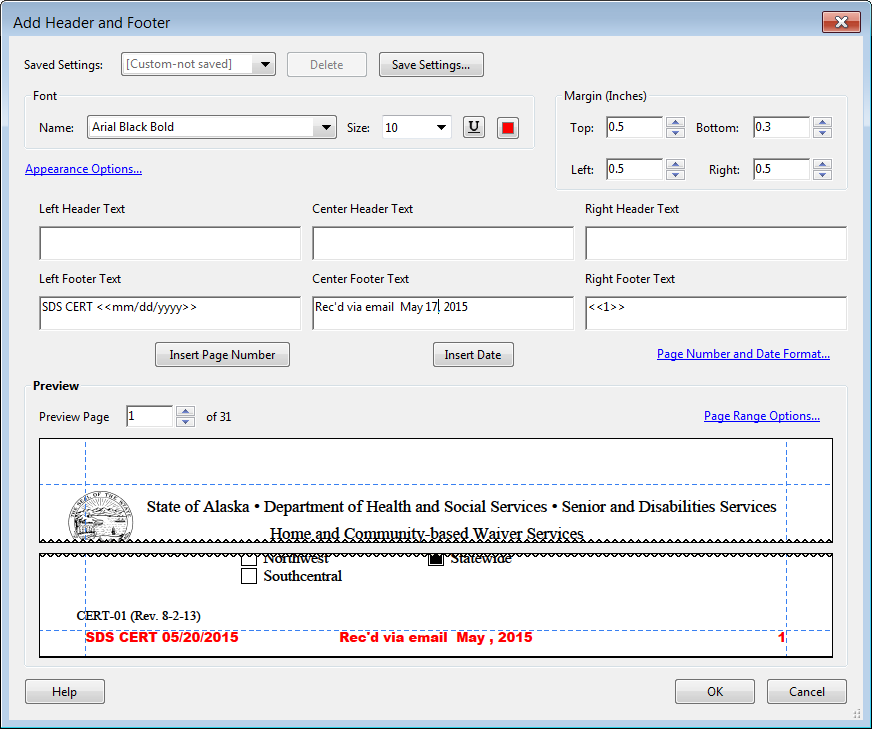 Add Header and Footer
Saved Settings: [Custom-not saved] Delete Save Settings...
Font
Name: Arial Black Bold Size: 10 U
Margin (Inches)
Top: 0.5 Bottom: 0.3
Left: 0.5 Right: 0.5
Appearance Options...
Left Header Text Center Header Text Right Header Text
Left Footer Text Center Footer Text Right Footer Text
SDS CERT <<mm/dd/yyyy>> Rec'd via email  May 17, 2015 <<1>>
Insert Page Number Insert Date Page Number and Date Format...
Preview
Preview Page 1 of 31 Page Range Options...
State of Alaska • Department of Health and Social Services • Senior and Disabilities Services
Home and Community-based Waiver Services
Northwest Statewide
Southcentral
CERT-01 (Rev. 8-2-13)
SDS CERT 05/20/2015 Rec'd via email  May , 2015 1
Help OK Cancel